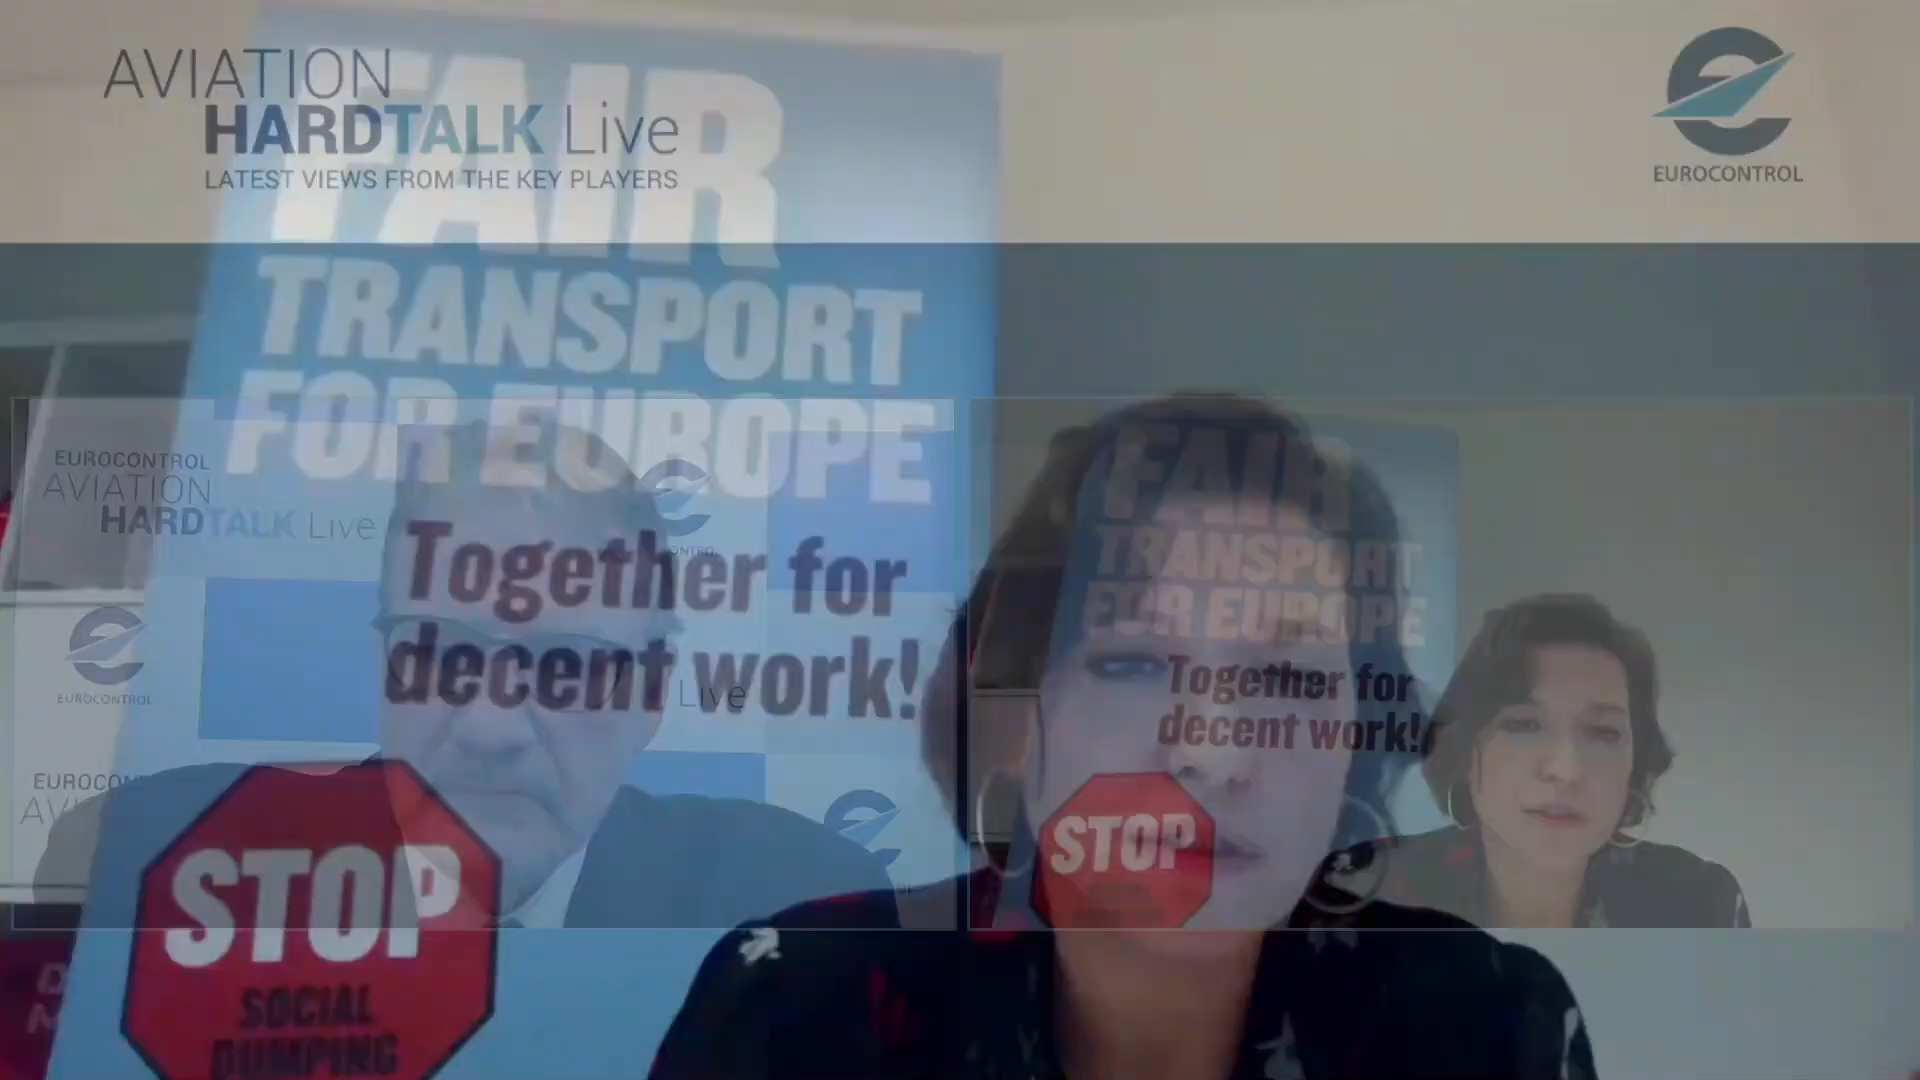 AVIATION
HARDTALK Live
LATEST VIEWS FROM THE KEY PLAYERS
EUROCONTROL
FAIR
TRANSPORT
FOR EUROPE
Together for
decent work!
STOP
SOCIAL
DUMPING
EUROCONTROL
AVIATION
HARDTALK Live
EUROCONTROL
Live
FAIR
TRANSPORT
FOR EUROPE
Together for
decent work!
STOP